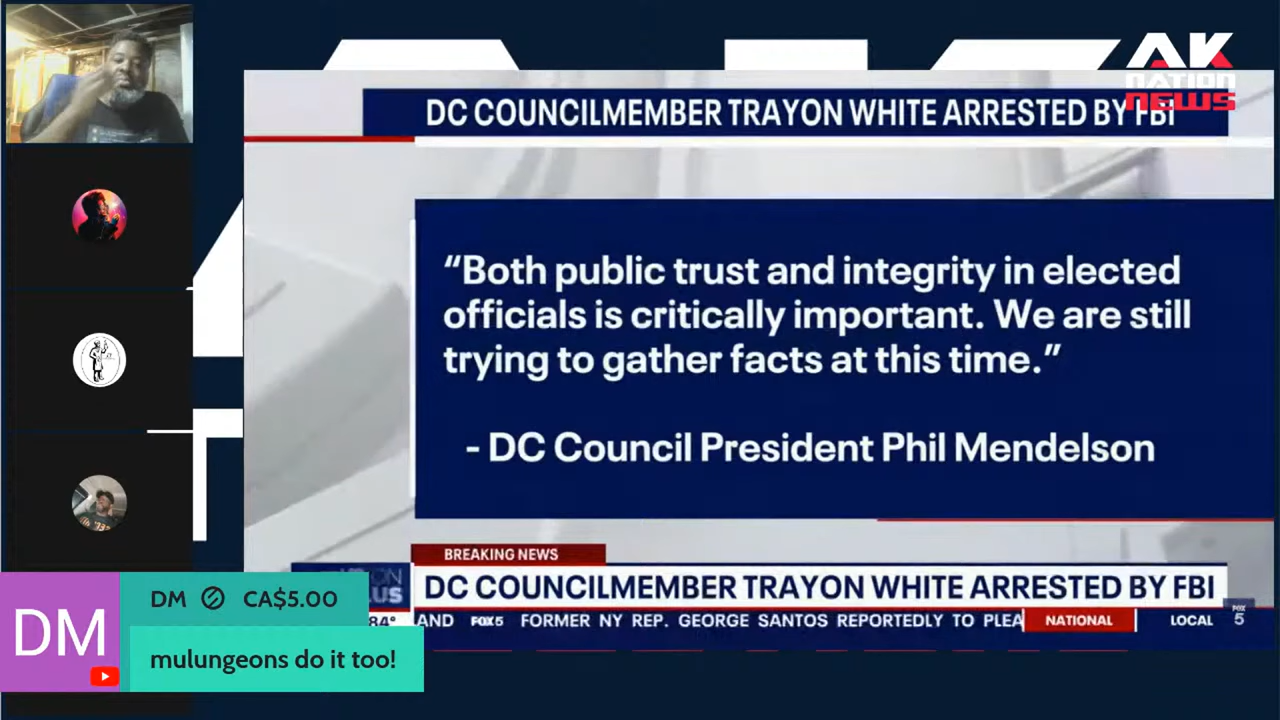 AK
NATION
NEWS
DC COUNCILMEMBER TRAYON WHITE ARRESTED BY FBI
“Both public trust and integrity in elected
officials is critically important. We are still
trying to gather facts at this time.”
- DC Council President Phil Mendelson
BREAKING NEWS
DC COUNCILMEMBER TRAYON WHITE ARRESTED BY FBI
84° AND FOX5 FORMER NY REP. GEORGE SANTOS REPORTEDLY TO PLEA NATIONAL LOCAL FOX 5
DM
DM CA$5.00
mulungeons do it too!